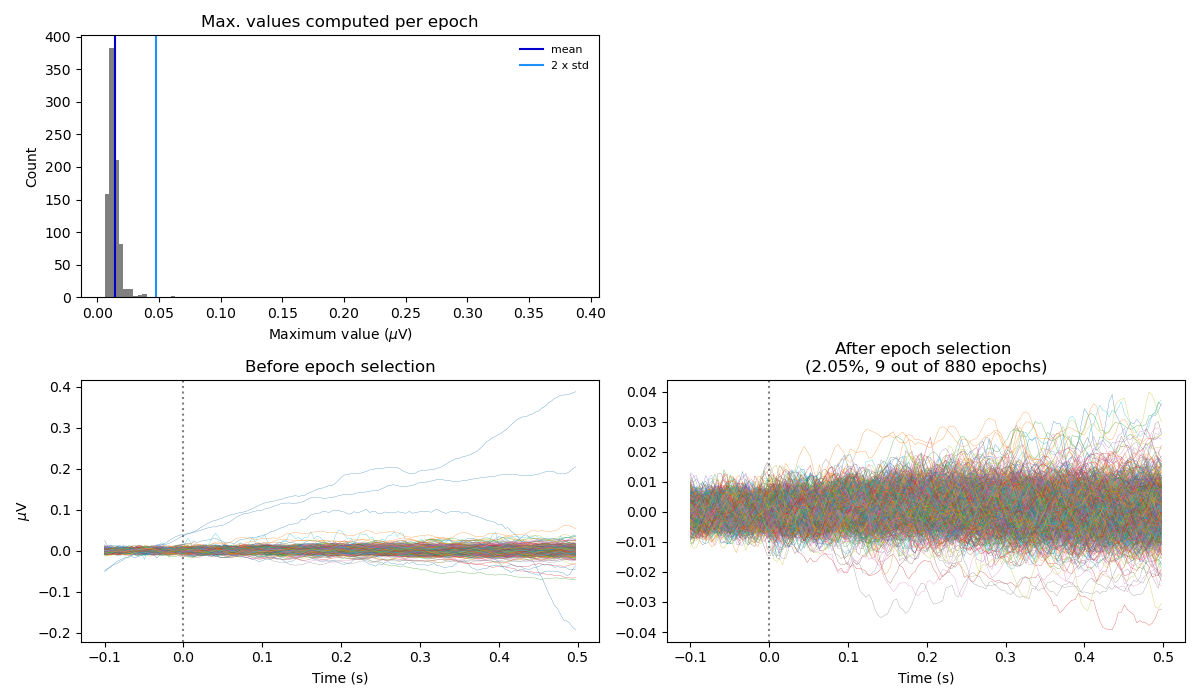 Max. values computed per epoch
400
350
300
250
200
150
100
50
0
Count
mean
2 x std
0.00 0.05 0.10 0.15 0.20 0.25 0.30 0.35 0.40
Maximum value (μV)
Before epoch selection
0.4
0.3
0.2
0.1
0.0
−0.1
−0.2
μV
−0.1 0.0 0.1 0.2 0.3 0.4 0.5
Time (s)
After epoch selection
(2.05%, 9 out of 880 epochs)
0.04
0.03
0.02
0.01
0.00
−0.01
−0.02
−0.03
−0.04
−0.1 0.0 0.1 0.2 0.3 0.4 0.5
Time (s)